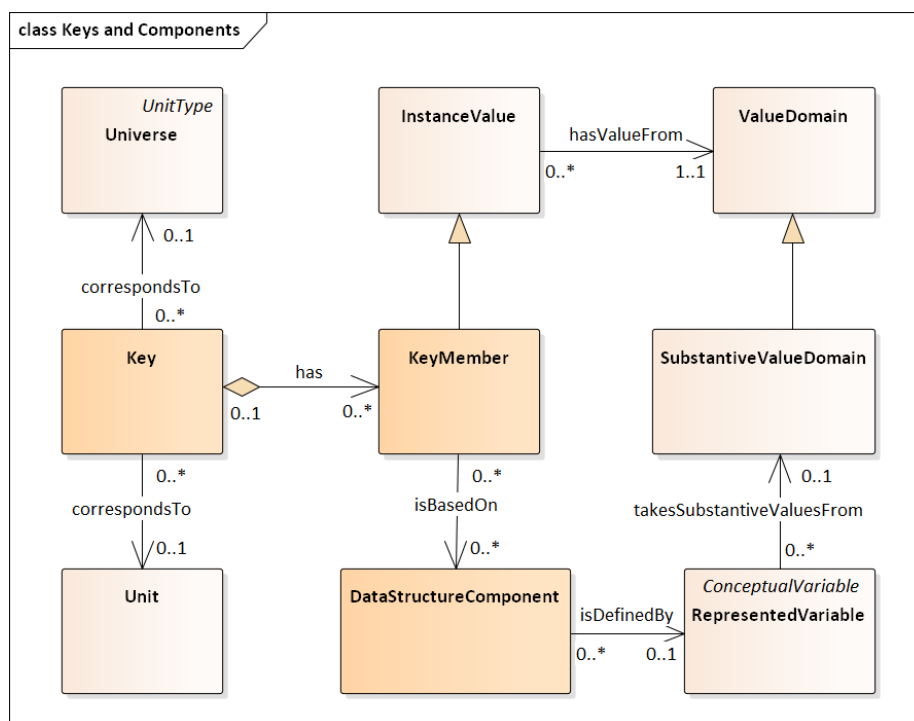 class Keys and Components
UnitType
Universe
InstanceValue
ValueDomain
hasValueFrom
0..*
1..1
0..1
correspondsTo
0..*
Key
has
0..1
0..*
KeyMember
SubstantiveValueDomain
0..*
correspondsTo
0..1
0..*
isBasedOn
0..*
0..1
takesSubstantiveValuesFrom
0..*
Unit
DataStructureComponent
isDefinedBy
0..*
0..1
ConceptualVariable
RepresentedVariable